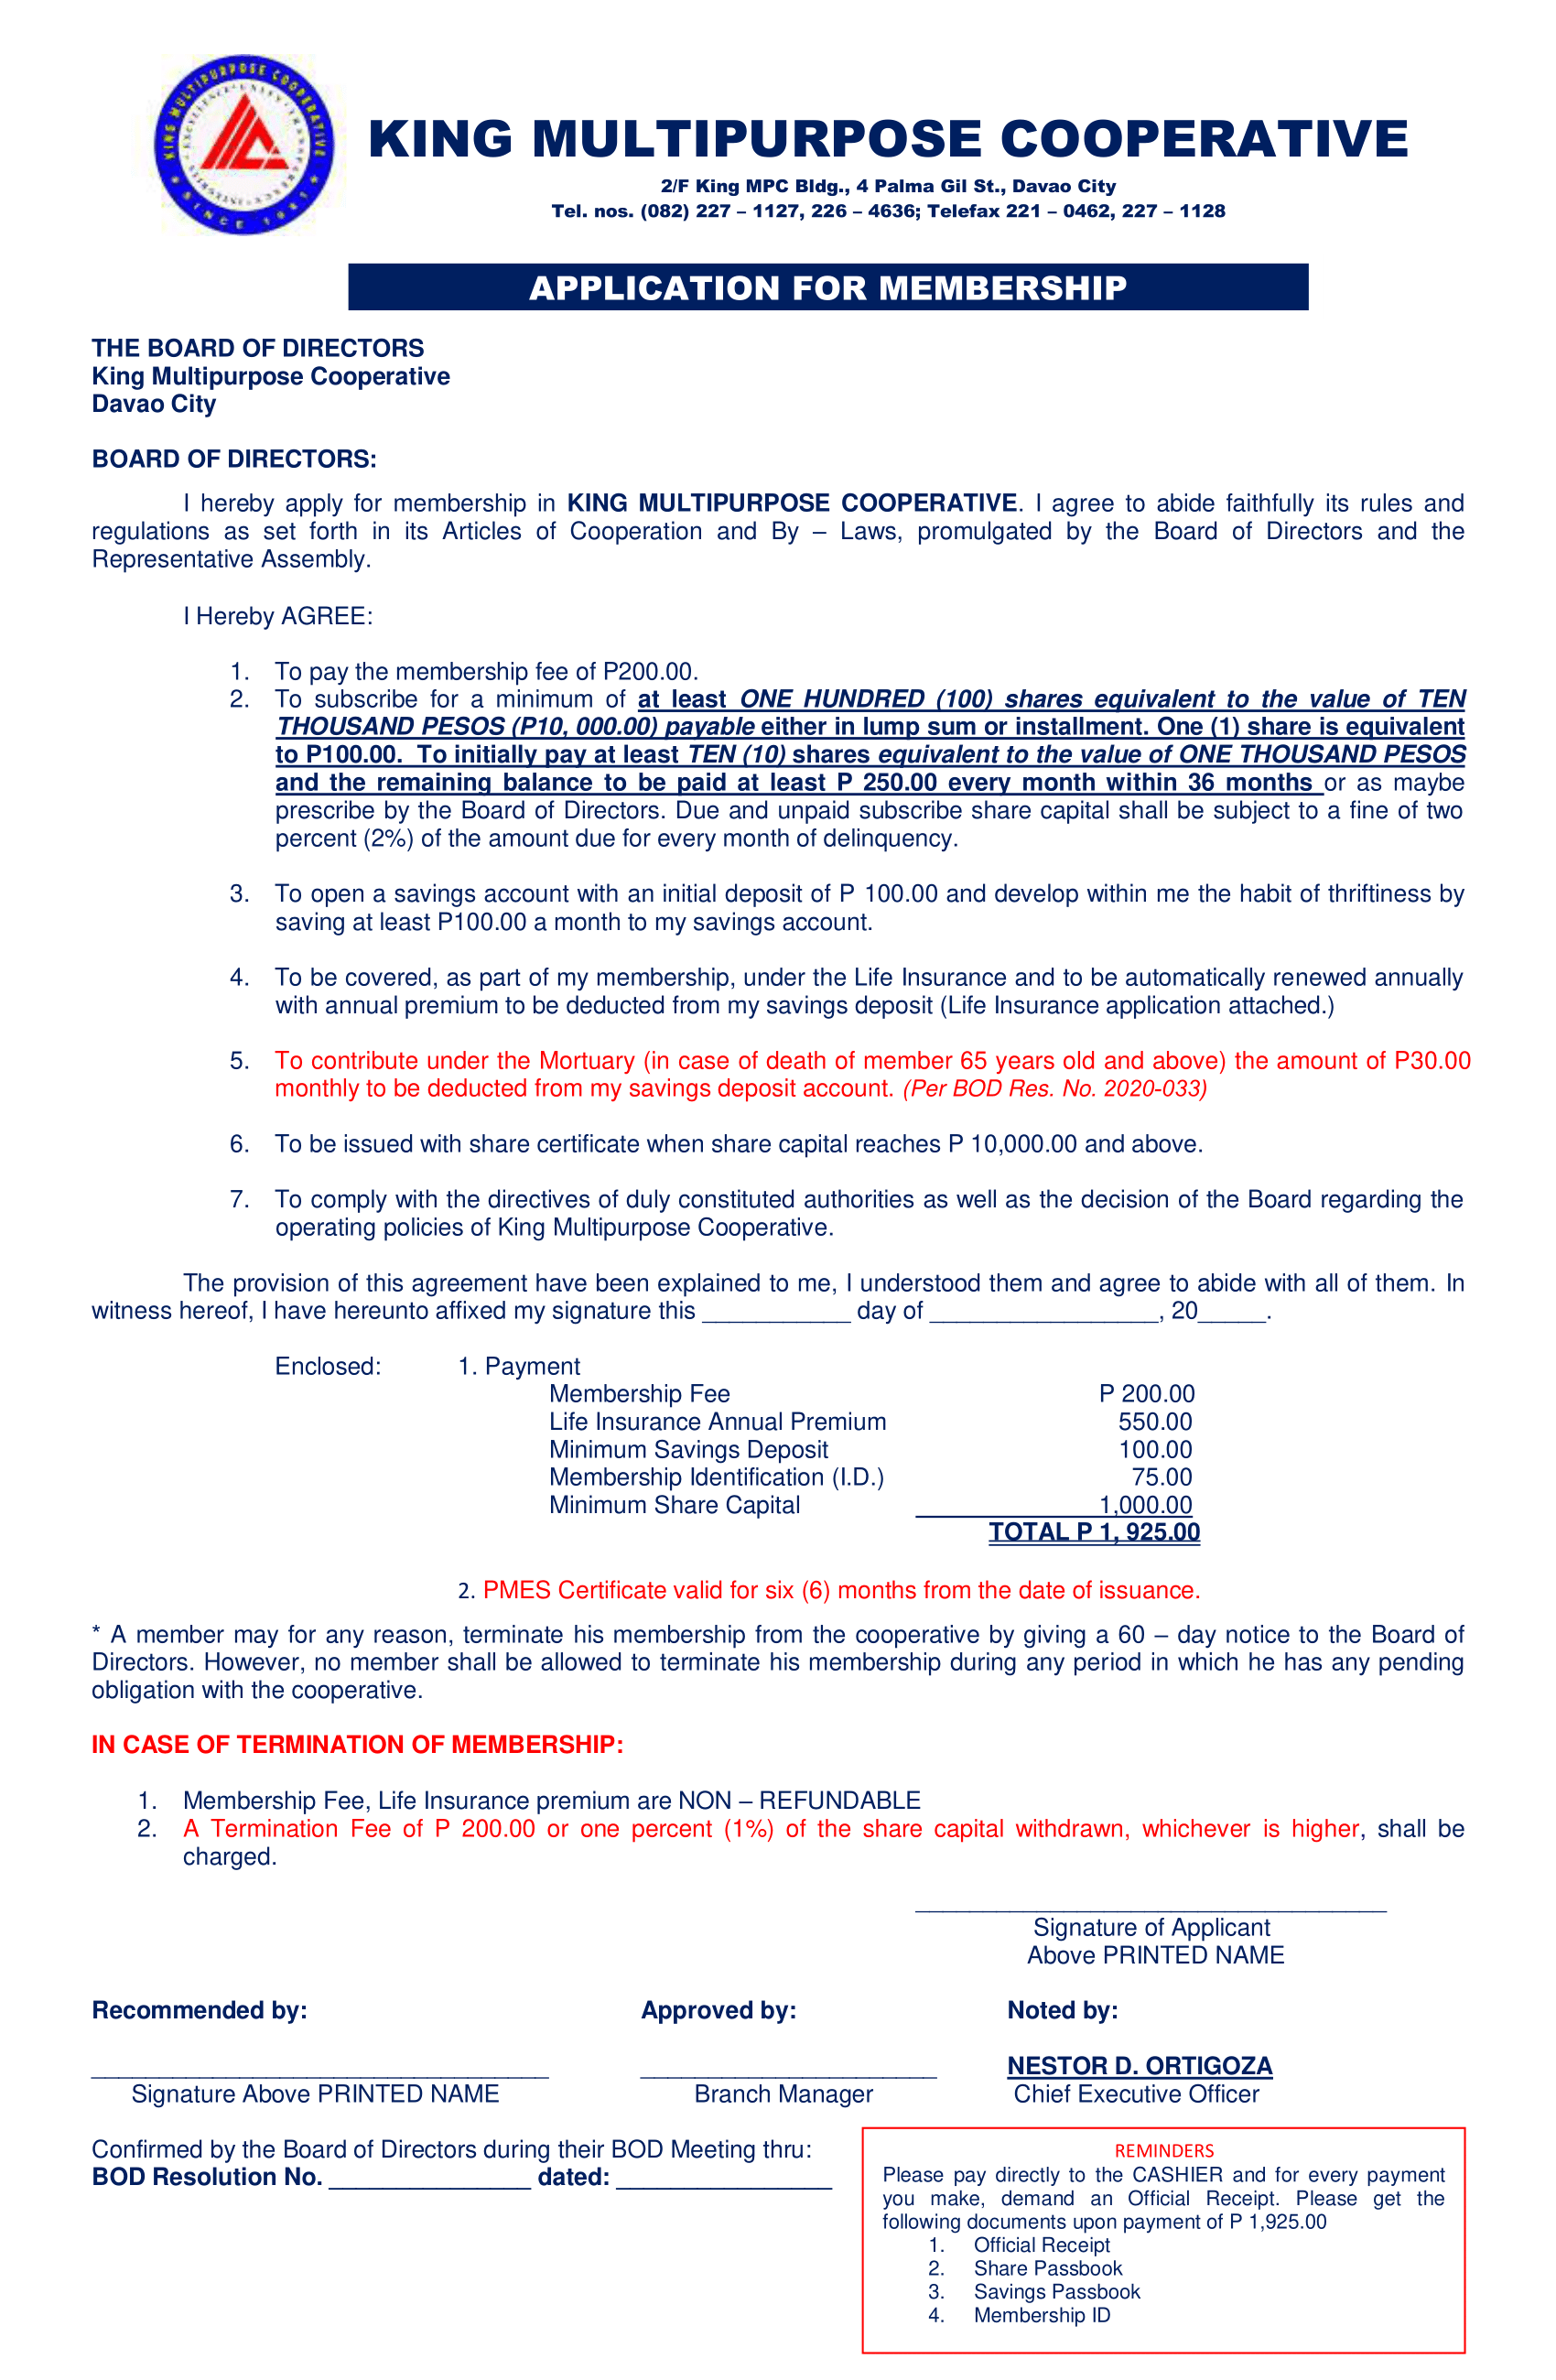 KING MULTIPURPOSE COOPERATIVE
SINCE 1981
KING MULTIPURPOSE COOPERATIVE
2/F King MPC Bldg., 4 Palma Gil St., Davao City
Tel. nos. (082) 227 – 1127, 226 – 4636; Telefax 221 – 0462, 227 – 1128
APPLICATION FOR MEMBERSHIP
THE BOARD OF DIRECTORS
King Multipurpose Cooperative
Davao City
BOARD OF DIRECTORS:
I hereby apply for membership in KING MULTIPURPOSE COOPERATIVE. I agree to abide faithfully its rules and
regulations as set forth in its Articles of Cooperation and By – Laws, promulgated by the Board of Directors and the
Representative Assembly.
I Hereby AGREE:
1. To pay the membership fee of P200.00.
2. To subscribe for a minimum of at least ONE HUNDRED (100) shares equivalent to the value of TEN
THOUSAND PESOS (P10, 000.00) payable either in lump sum or installment. One (1) share is equivalent
to P100.00. To initially pay at least TEN (10) shares equivalent to the value of ONE THOUSAND PESOS
and the remaining balance to be paid at least P 250.00 every month within 36 months or as maybe
prescribe by the Board of Directors. Due and unpaid subscribe share capital shall be subject to a fine of two
percent (2%) of the amount due for every month of delinquency.
3. To open a savings account with an initial deposit of P 100.00 and develop within me the habit of thriftiness by
saving at least P100.00 a month to my savings account.
4. To be covered, as part of my membership, under the Life Insurance and to be automatically renewed annually
with annual premium to be deducted from my savings deposit (Life Insurance application attached.)
5. To contribute under the Mortuary (in case of death of member 65 years old and above) the amount of P30.00
monthly to be deducted from my savings deposit account. (Per BOD Res. No. 2020-033)
6. To be issued with share certificate when share capital reaches P 10,000.00 and above.
7. To comply with the directives of duly constituted authorities as well as the decision of the Board regarding the
operating policies of King Multipurpose Cooperative.
The provision of this agreement have been explained to me, I understood them and agree to abide with all of them. In
witness hereof, I have hereunto affixed my signature this ___________ day of _________________, 20_____.
Enclosed: 1. Payment
Membership Fee P 200.00
Life Insurance Annual Premium 550.00
Minimum Savings Deposit 100.00
Membership Identification (I.D.) 75.00
Minimum Share Capital 1,000.00
TOTAL P 1, 925.00
2. PMES Certificate valid for six (6) months from the date of issuance.
* A member may for any reason, terminate his membership from the cooperative by giving a 60 – day notice to the Board of
Directors. However, no member shall be allowed to terminate his membership during any period in which he has any pending
obligation with the cooperative.
IN CASE OF TERMINATION OF MEMBERSHIP:
1. Membership Fee, Life Insurance premium are NON – REFUNDABLE
2. A Termination Fee of P 200.00 or one percent (1%) of the share capital withdrawn, whichever is higher, shall be
charged.
Signature of Applicant
Above PRINTED NAME
Recommended by: Approved by: Noted by:
NESTOR D. ORTIGOZA
Signature Above PRINTED NAME Branch Manager Chief Executive Officer
Confirmed by the Board of Directors during their BOD Meeting thru:
BOD Resolution No. _______________ dated: ________________
REMINDERS
Please pay directly to the CASHIER and for every payment
you make, demand an Official Receipt. Please get the
following documents upon payment of P 1,925.00
1. Official Receipt
2. Share Passbook
3. Savings Passbook
4. Membership ID